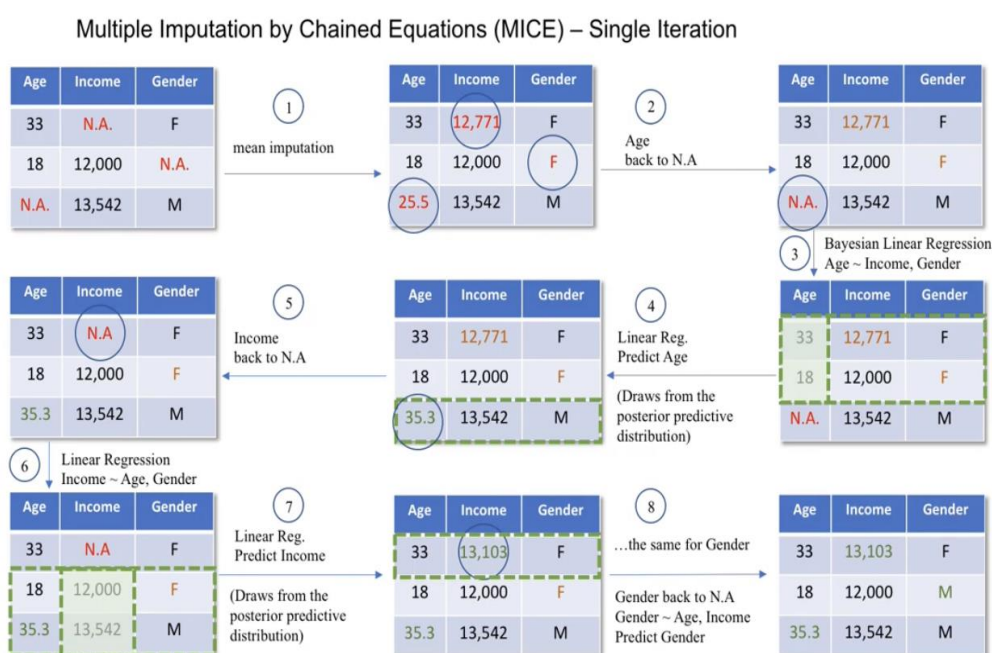 Multiple Imputation by Chained Equations (MICE) – Single Iteration
Age Income Gender
33 N.A. F
18 12,000 N.A.
N.A. 13,542 M
1
mean imputation
Age Income Gender
33 12,771 F
18 12,000 F
25.5 13,542 M
2
Age
back to N.A
Age Income Gender
33 12,771 F
18 12,000 F
N.A. 13,542 M
3
Bayesian Linear Regression
Age ~ Income, Gender
Age Income Gender
33 12,771 F
18 12,000 F
N.A. 13,542 M
4
Linear Reg.
Predict Age
(Draws from the
posterior predictive
distribution)
Age Income Gender
33 12,771 F
18 12,000 F
35.3 13,542 M
5
Income
back to N.A
Age Income Gender
33 N.A F
18 12,000 F
35.3 13,542 M
6
Linear Regression
Income ~ Age, Gender
Age Income Gender
33 N.A F
18 12,000 F
35.3 13,542 M
7
Linear Reg.
Predict Income
(Draws from the
posterior predictive
distribution)
Age Income Gender
33 13,103 F
18 12,000 F
35.3 13,542 M
8
...the same for Gender
Gender back to N.A
Gender ~ Age, Income
Predict Gender
Age Income Gender
33 13,103 F
18 12,000 M
35.3 13,542 M